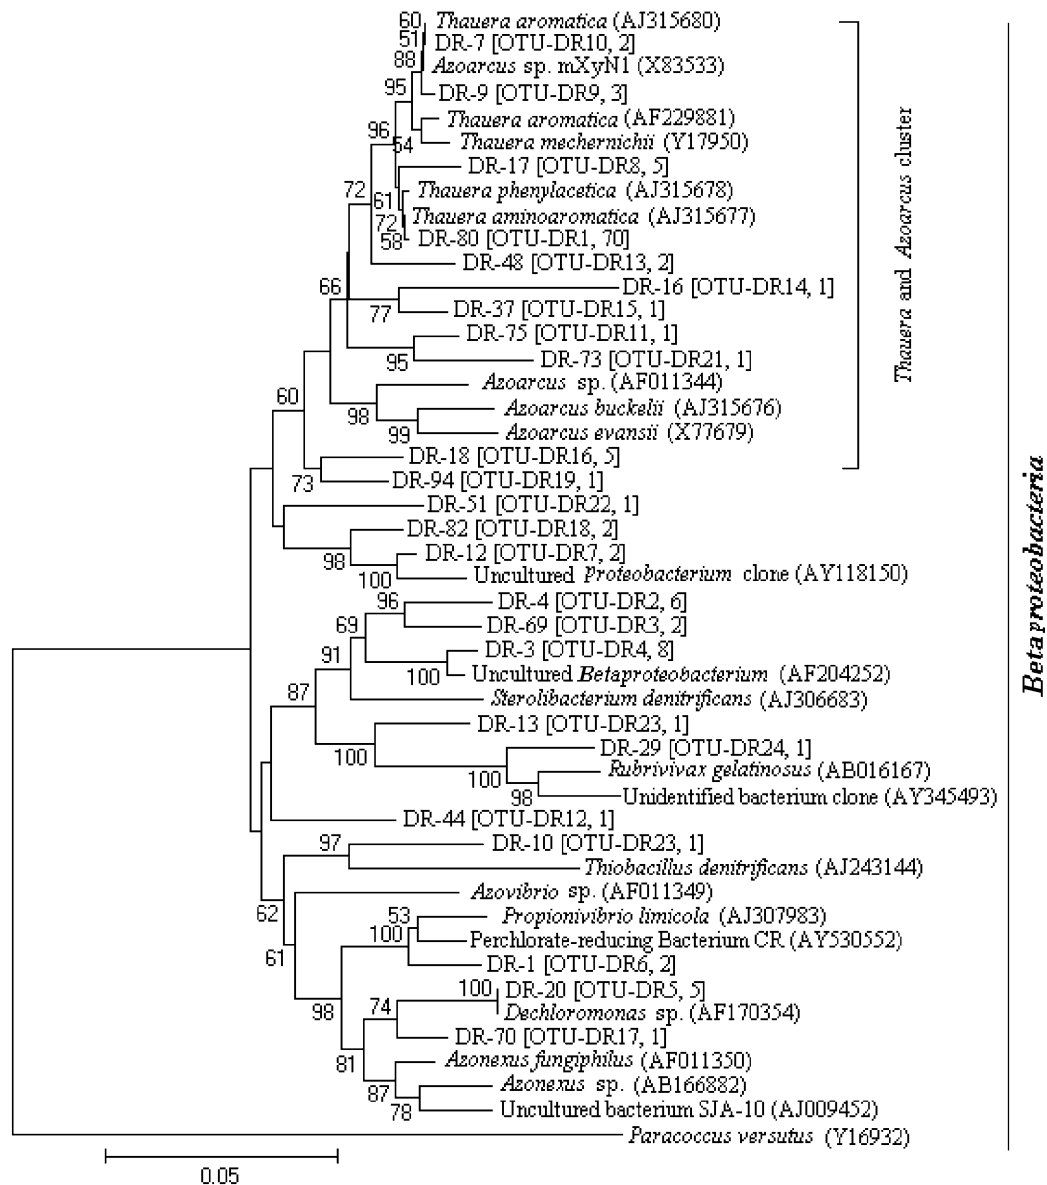 60 Thauera aromatica (AJ315680)
51 DR-7 [OTU-DR10, 2]
88 Azoarcus sp. mXyN1 (X83533)
95 DR-9 [OTU-DR9, 3]
Thauera aromatica (AF229881)
96 54 Thauera mechernichii (Y17950)
DR-17 [OTU-DR8, 5]
72 61 Thauera phenylacetica (AJ315678)
72 Thauera aminoaromatica (AJ315677)
58 DR-80 [OTU-DR1, 70]
DR-48 [OTU-DR13, 2]
66 DR-16 [OTU-DR14, 1]
77 DR-37 [OTU-DR15, 1]
DR-75 [OTU-DR11, 1]
95 DR-73 [OTU-DR21, 1]
Azoarcus sp. (AF011344)
60 98 Azoarcus buckelii (AJ315676)
99 Azoarcus evansii (X77679)
DR-18 [OTU-DR16, 5]
73 DR-94 [OTU-DR19, 1]
DR-51 [OTU-DR22, 1]
DR-82 [OTU-DR18, 2]
98 DR-12 [OTU-DR7, 2]
100 Uncultured Proteobacterium clone (AY118150)
96 DR-4 [OTU-DR2, 6]
69 DR-69 [OTU-DR3, 2]
91 DR-3 [OTU-DR4, 8]
100 Uncultured Betaproteobacterium (AF204252)
87 Sterolibacterium denitrificans (AJ306683)
DR-13 [OTU-DR23, 1]
100 DR-29 [OTU-DR24, 1]
100 Rubrivivax gelatinosus (AB016167)
98 Unidentified bacterium clone (AY345493)
DR-44 [OTU-DR12, 1]
97 DR-10 [OTU-DR23, 1]
Thiobacillus denitrificans (AJ243144)
Azovibrio sp. (AF011349)
62 53 Propionivibrio limicola (AJ307983)
100 Perchlorate-reducing Bacterium CR (AY530552)
61 DR-1 [OTU-DR6, 2]
100 DR-20 [OTU-DR5, 5]
98 74 Dechloromonas sp. (AF170354)
DR-70 [OTU-DR17, 1]
81 Azonexus fungiphilus (AF011350)
87 Azonexus sp. (AB166882)
78 Uncultured bacterium SJA-10 (AJ009452)
Paracoccus versutus (Y16932)
0.05
Thauera and Azoarcus cluster
Betaproteobacteria